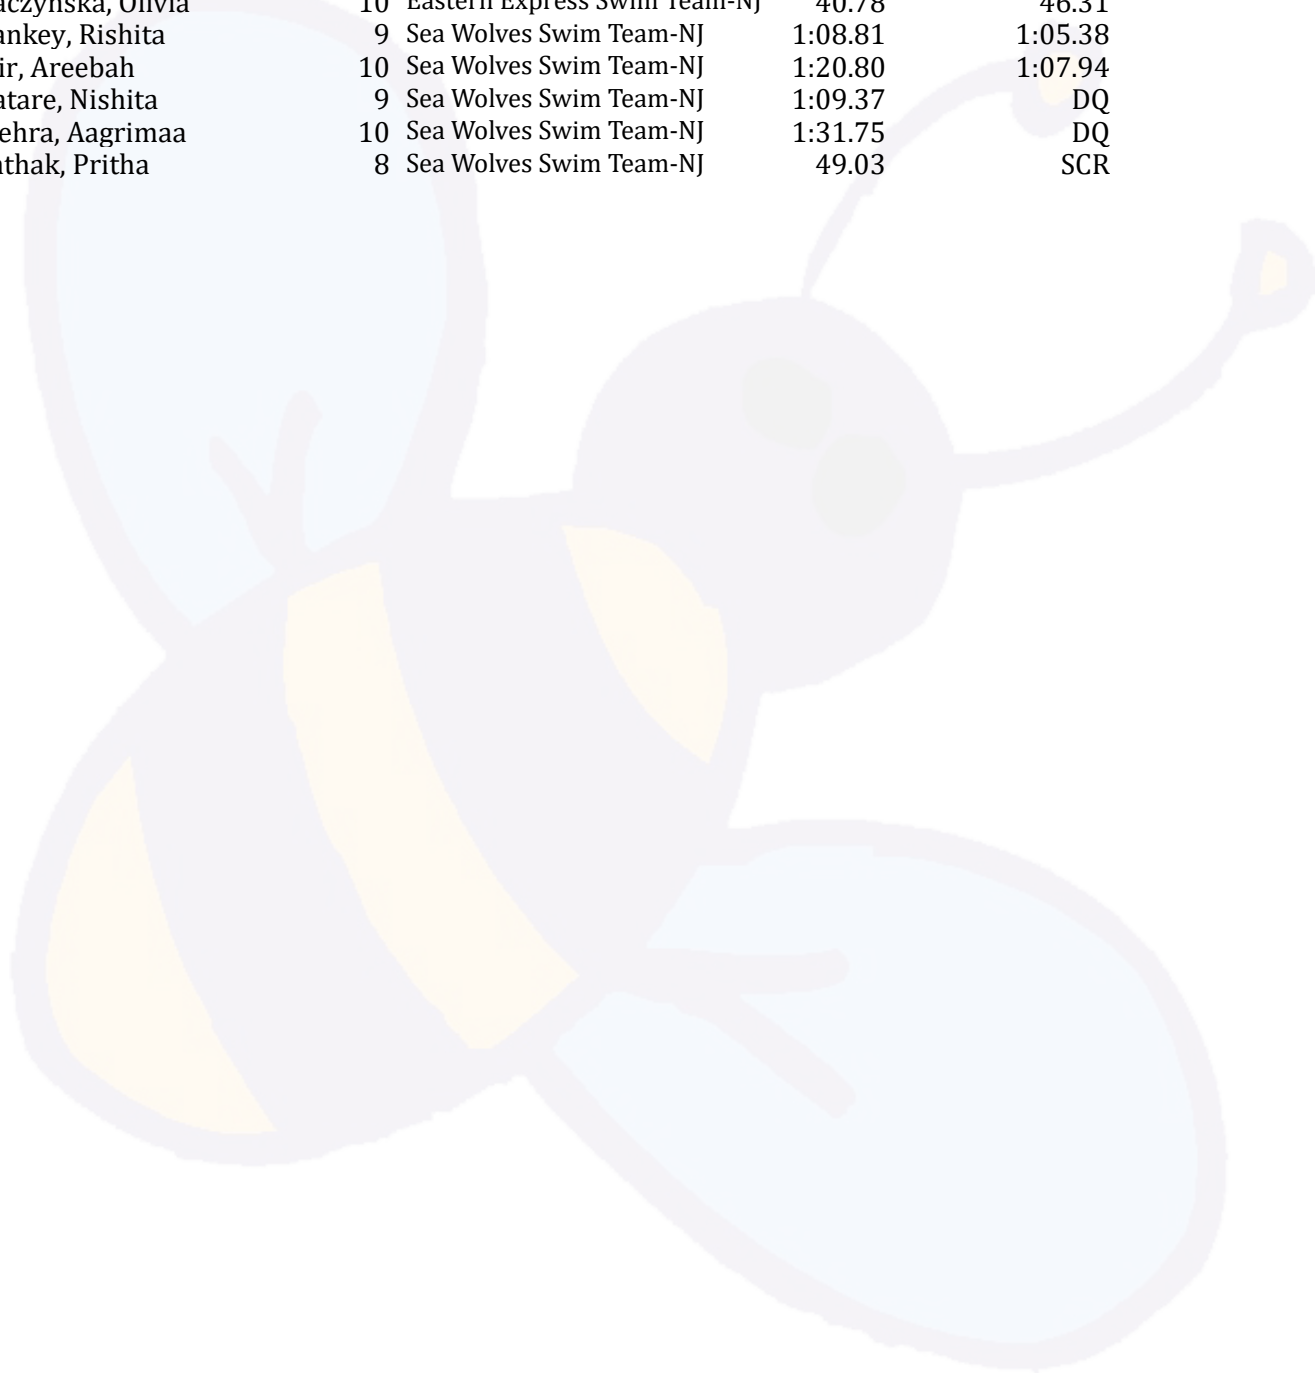 aczynska, Olivia 10 Eastern Express Swim Team-NJ 40.78 46.31
ankey, Rishita 9 Sea Wolves Swim Team-NJ 1:08.81 1:05.38
ir, Areebah 10 Sea Wolves Swim Team-NJ 1:20.80 1:07.94
atare, Nishita 9 Sea Wolves Swim Team-NJ 1:09.37 DQ
ehra, Aagrimaa 10 Sea Wolves Swim Team-NJ 1:31.75 DQ
thak, Pritha 8 Sea Wolves Swim Team-NJ 49.03 SCR